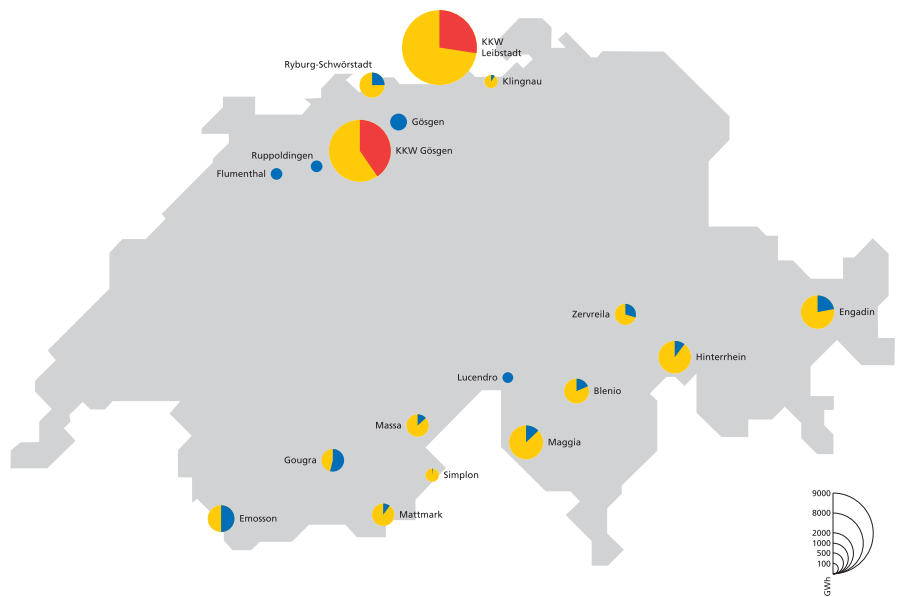 KKW
Leibstadt
Ryburg-Schwörstadt
Klingnau
Gösgen
KKW Gösgen
Ruppoldingen
Flumenthal
Zervreila
Engadin
Hinterrhein
Lucendro
Blenio
Massa
Maggia
Gougra
Simplon
Mattmark
Emosson
9000
8000
2000
1000
500
100
GWh